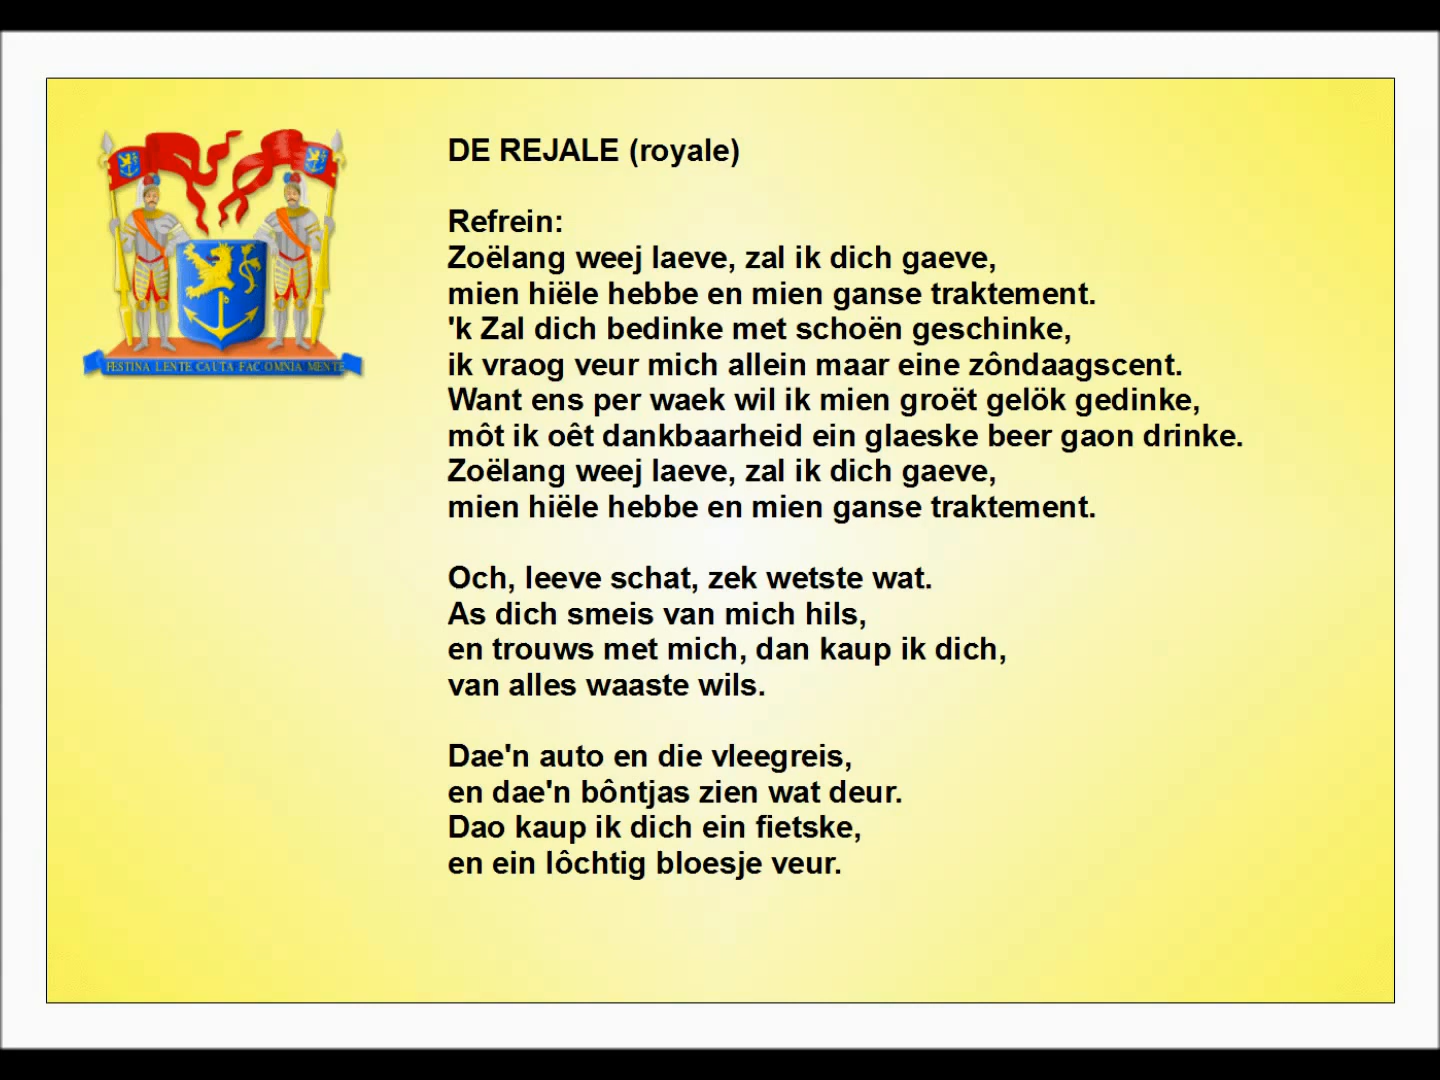 FESTINA LENTE CAUTA FAC OMNIA MENTE
DE REJALE (royale)
Refrein:
Zoëlang weej laeve, zal ik dich gaeve,
mien hiële hebbe en mien ganse traktement.
'k Zal dich bedinke met schoën geschinke,
ik vraog veur mich allein maar eine zôndaagscent.
Want ens per waek wil ik mien groët gelök gedinke,
môt ik oêt dankbaarheid ein glaeske beer gaon drinke.
Zoëlang weej laeve, zal ik dich gaeve,
mien hiële hebbe en mien ganse traktement.
Och, leeve schat, zek wetste wat.
As dich smeis van mich hils,
en trouws met mich, dan kaup ik dich,
van alles waaste wils.
Dae'n auto en die vleegreis,
en dae'n bôntjas zien wat deur.
Dao kaup ik dich ein fietske,
en ein lôchtig bloesje veur.